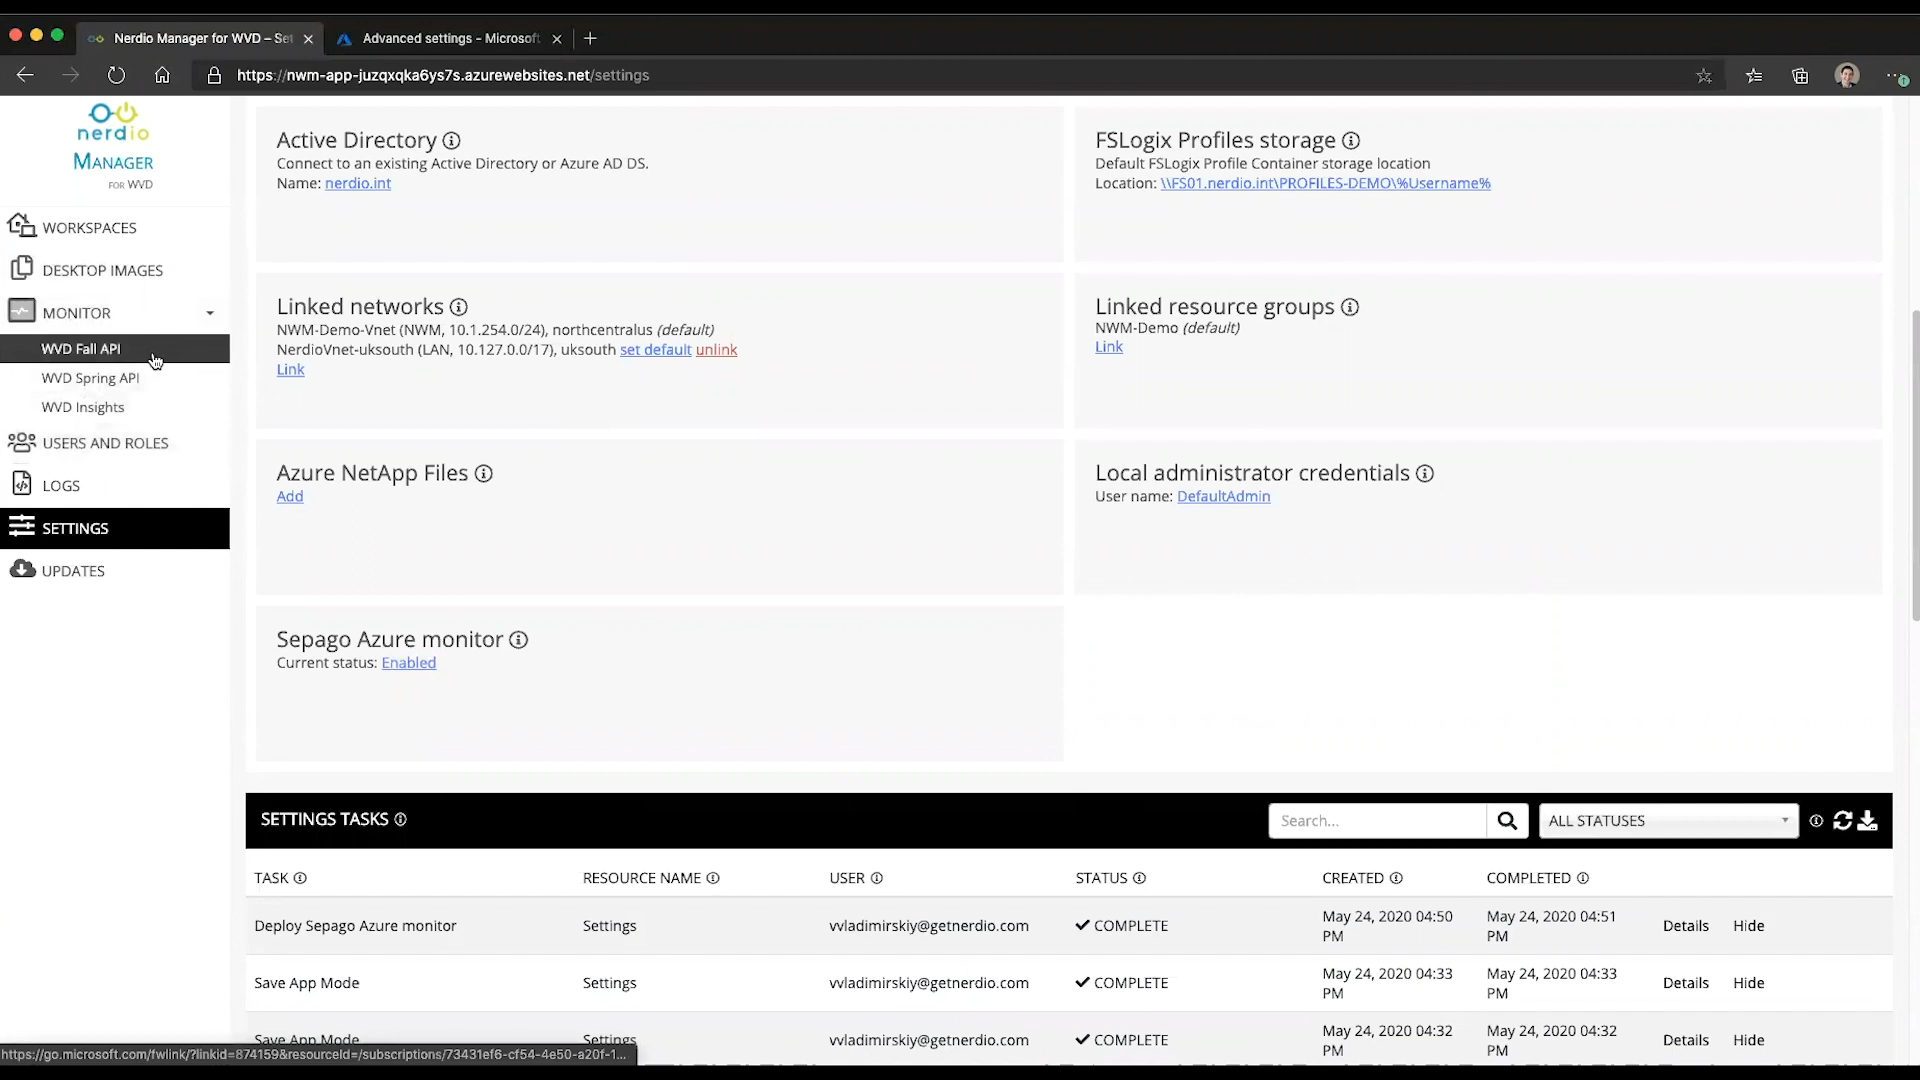 Nerdio Manager for WVD – Set
Advanced settings - Microsoft
https://nwm-app-juzqxqka6ys7s.azurewebsites.net/settings
nerdio
MANAGER
FOR WVD
WORKSPACES
DESKTOP IMAGES
MONITOR
WVD Fall API
WVD Spring API
WVD Insights
USERS AND ROLES
LOGS
SETTINGS
UPDATES
Active Directory
Connect to an existing Active Directory or Azure AD DS.
Name: nerdio.int
FSLogix Profiles storage
Default FSLogix Profile Container storage location
Location: \\FS01.nerdio.int\PROFILES-DEMO\%Username%
Linked networks
NWM-Demo-Vnet (NWM, 10.1.254.0/24), northcentralus (default)
NerdioVnet-uksouth (LAN, 10.127.0.0/17), uksouth set default unlink
Link
Linked resource groups
NWM-Demo (default)
Link
Azure NetApp Files
Add
Local administrator credentials
User name: DefaultAdmin
Sepago Azure monitor
Current status: Enabled
SETTINGS TASKS
Search...
ALL STATUSES
TASK RESOURCE NAME USER STATUS CREATED COMPLETED
Deploy Sepago Azure monitor Settings vvladimirskiy@getnerdio.com COMPLETE May 24, 2020 04:50 PM May 24, 2020 04:51 PM Details Hide
Save App Mode Settings vvladimirskiy@getnerdio.com COMPLETE May 24, 2020 04:33 PM May 24, 2020 04:33 PM Details Hide
Save App Mode Settings vvladimirskiy@getnerdio.com COMPLETE May 24, 2020 04:32 PM May 24, 2020 04:32 PM Details Hide
https://go.microsoft.com/fwlink/?linkid=874159&resourceId=/subscriptions/73431ef6-cf54-4e50-a20f-1...